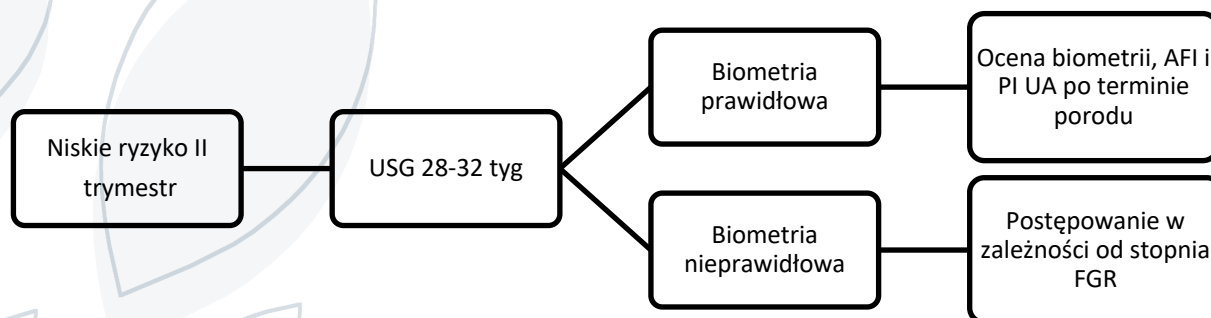 Niskie ryzyko II
trymestr
USG 28-32 tyg
Biometria
prawidłowa
Ocena biometrii, AFI i
PI UA po terminie
porodu
Biometria
nieprawidłowa
Postępowanie w
zależności od stopnia
FGR